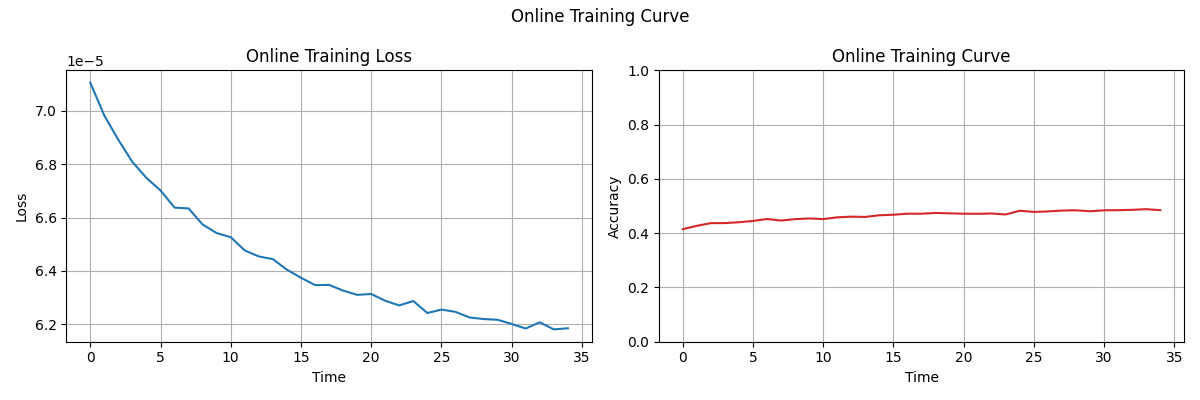 Online Training Curve
Online Training Loss
1e−5
7.0
6.8
6.6
6.4
6.2
Loss
0 5 10 15 20 25 30 35
Time
Online Training Curve
1.0
0.8
0.6
0.4
0.2
0.0
Accuracy
0 5 10 15 20 25 30 35
Time